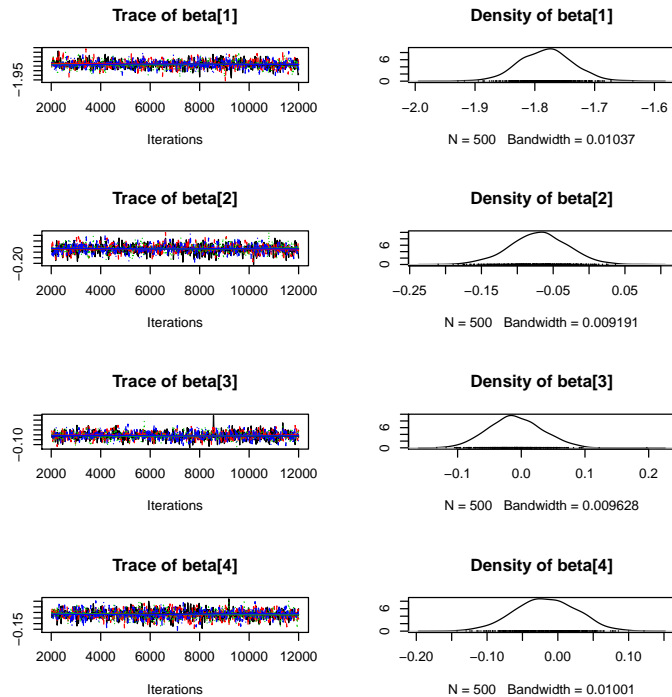 Trace of beta[1]
−1.95
2000 4000 6000 8000 10000 12000
Iterations
Density of beta[1]
0 6
−2.0 −1.9 −1.8 −1.7 −1.6
N = 500 Bandwidth = 0.01037
Trace of beta[2]
−0.20
2000 4000 6000 8000 10000 12000
Iterations
Density of beta[2]
0 6
−0.25 −0.15 −0.05 0.05
N = 500 Bandwidth = 0.009191
Trace of beta[3]
−0.10
2000 4000 6000 8000 10000 12000
Iterations
Density of beta[3]
0 6
−0.1 0.0 0.1 0.2
N = 500 Bandwidth = 0.009628
Trace of beta[4]
−0.15
2000 4000 6000 8000 10000 12000
Iterations
Density of beta[4]
0 6
−0.20 −0.10 0.00 0.10
N = 500 Bandwidth = 0.01001